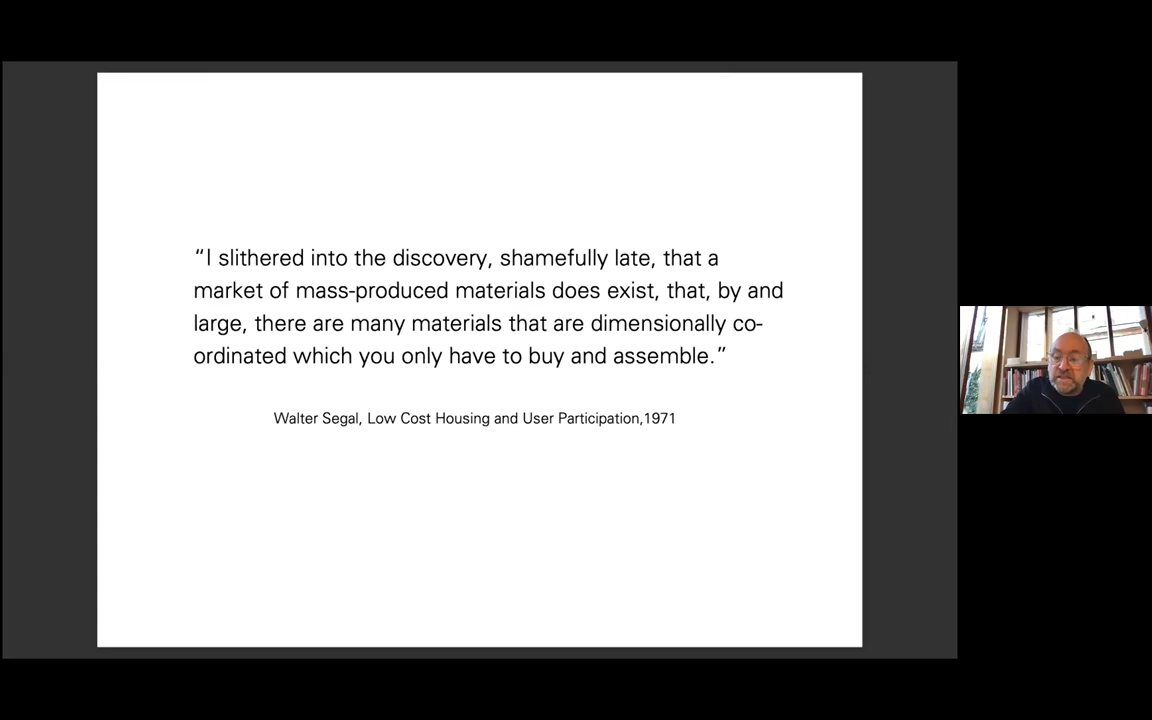 “I slithered into the discovery, shamefully late, that a
market of mass-produced materials does exist, that, by and
large, there are many materials that are dimensionally co-
ordinated which you only have to buy and assemble.”
Walter Segal, Low Cost Housing and User Participation,1971